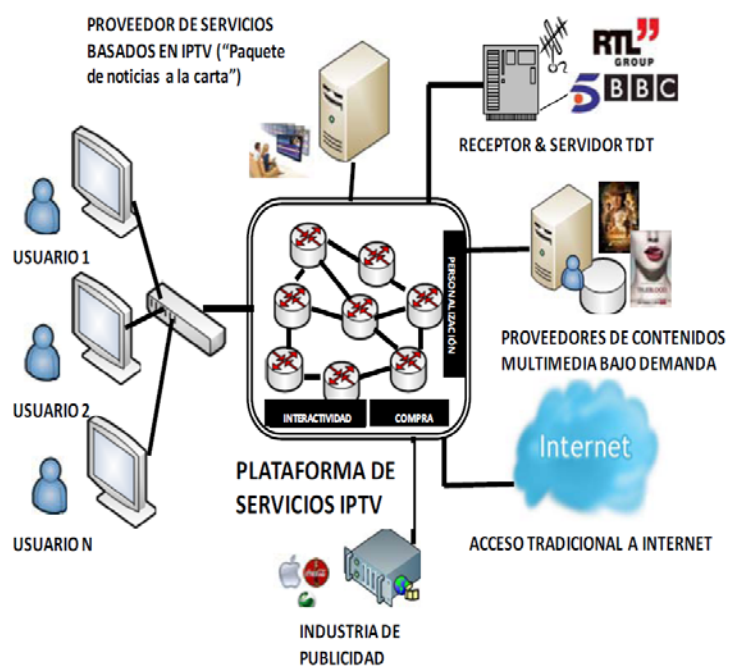 PROVEEDOR DE SERVICIOS
BASADOS EN IPTV (“Paquete
de noticias a la carta”)
RTL”
GROUP
5 BBC
RECEPTOR & SERVIDOR TDT
USUARIO 1
USUARIO 2
USUARIO N
PERSONALIZACIÓN
INTERACTIVIDAD
COMPRA
PLATAFORMA DE
SERVICIOS IPTV
PROVEEDORES DE CONTENIDOS
MULTIMEDIA BAJO DEMANDA
Internet
ACCESO TRADICIONAL A INTERNET
INDUSTRIA DE
PUBLICIDAD